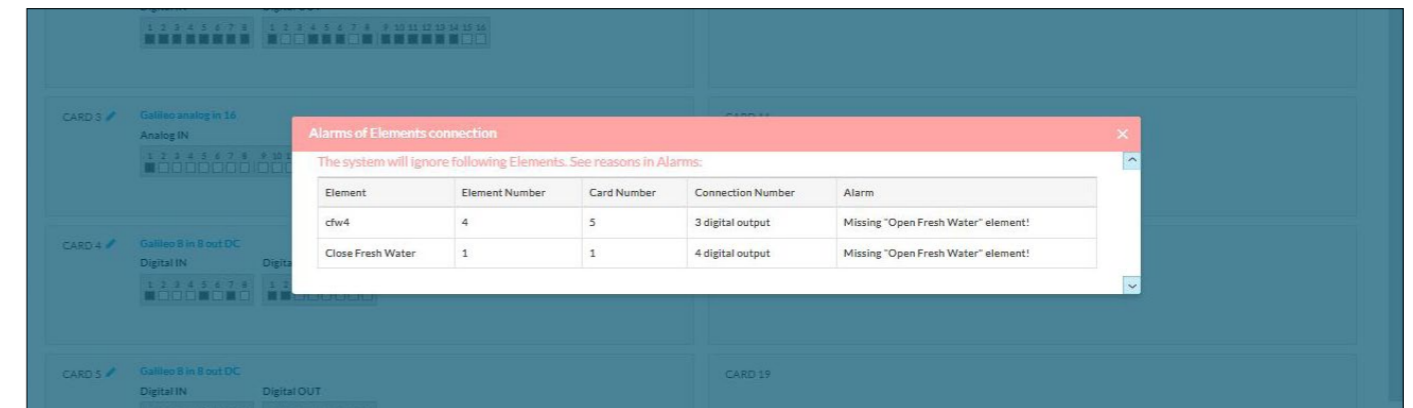 1 2 3 4 5 6 7 8 1 2 3 4 5 6 7 8 9 10 11 12 13 14 15 16
CARD 3 Galileo analog in 16
Analog IN
1 2 3 4 5 6 7 8 9 10 1
Alarms of Elements connection ×
The system will ignore following Elements. See reasons in Alarms:
Element Element Number Card Number Connection Number Alarm
cfw4 4 5 3 digital output Missing "Open Fresh Water" element!
Close Fresh Water 1 1 4 digital output Missing "Open Fresh Water" element!
CARD 4 Galileo 8 in 8 out DC
Digital IN Digita
1 2 3 4 5 6 7 8 1 2
CARD 5 Galileo 8 in 8 out DC CARD 19
Digital IN Digital OUT